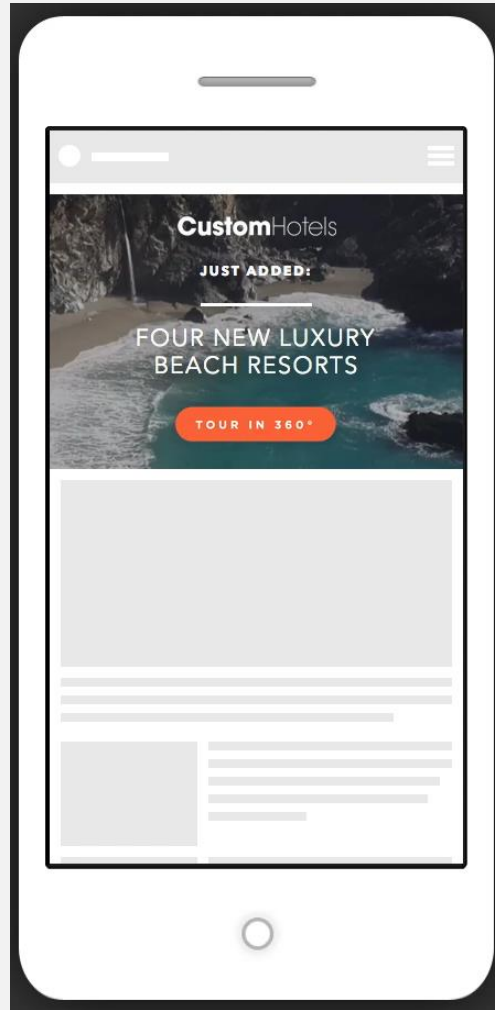 CustomHotels
JUST ADDED:
FOUR NEW LUXURY
BEACH RESORTS
TOUR IN 360°